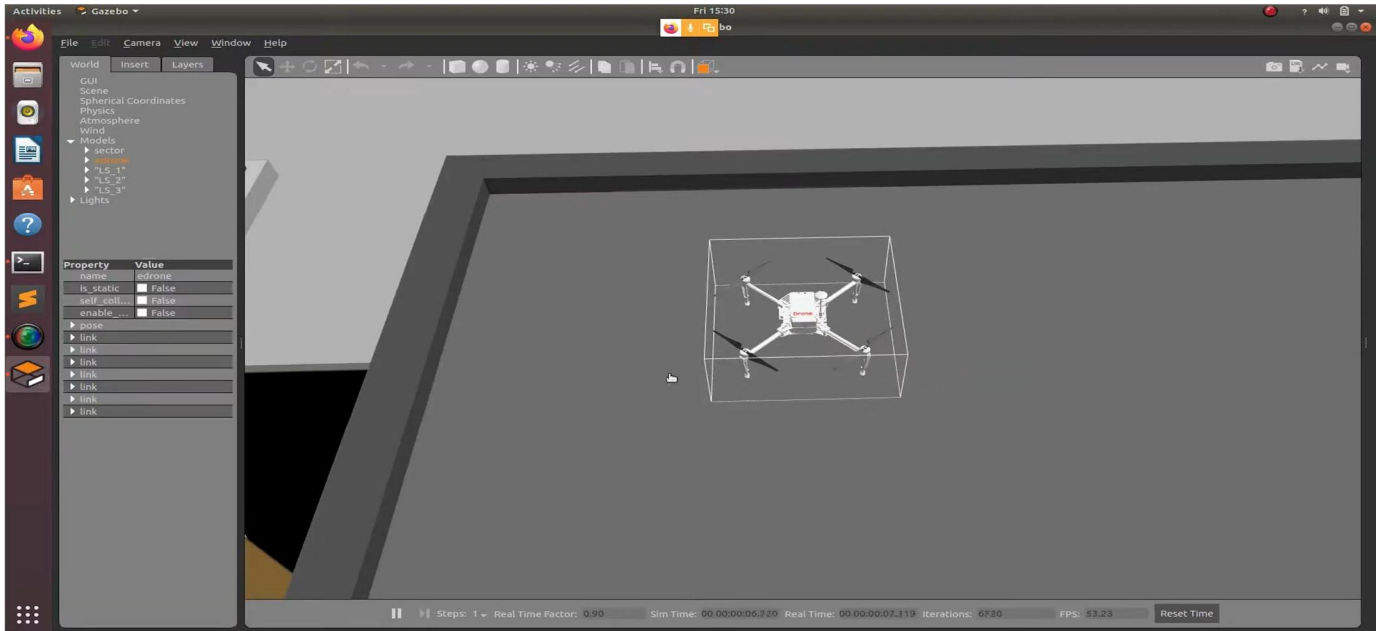 Activities Gazebo Fri 15:30
bo
File Edit Camera View Window Help
World Insert Layers
GUI
Scene
Spherical Coordinates
Physics
Atmosphere
Wind
Models
sector
edrone
"LS_1"
"LS_2"
"LS_3"
Lights
Property Value
name edrone
is_static False
self_coll... False
enable_... False
pose
link
link
link
link
link
link
link
Steps: 1 Real Time Factor: 0.90 Sim Time: 00 00:00:06.720 Real Time: 00 00:00:07.119 Iterations: 6720 FPS: 53.23 Reset Time